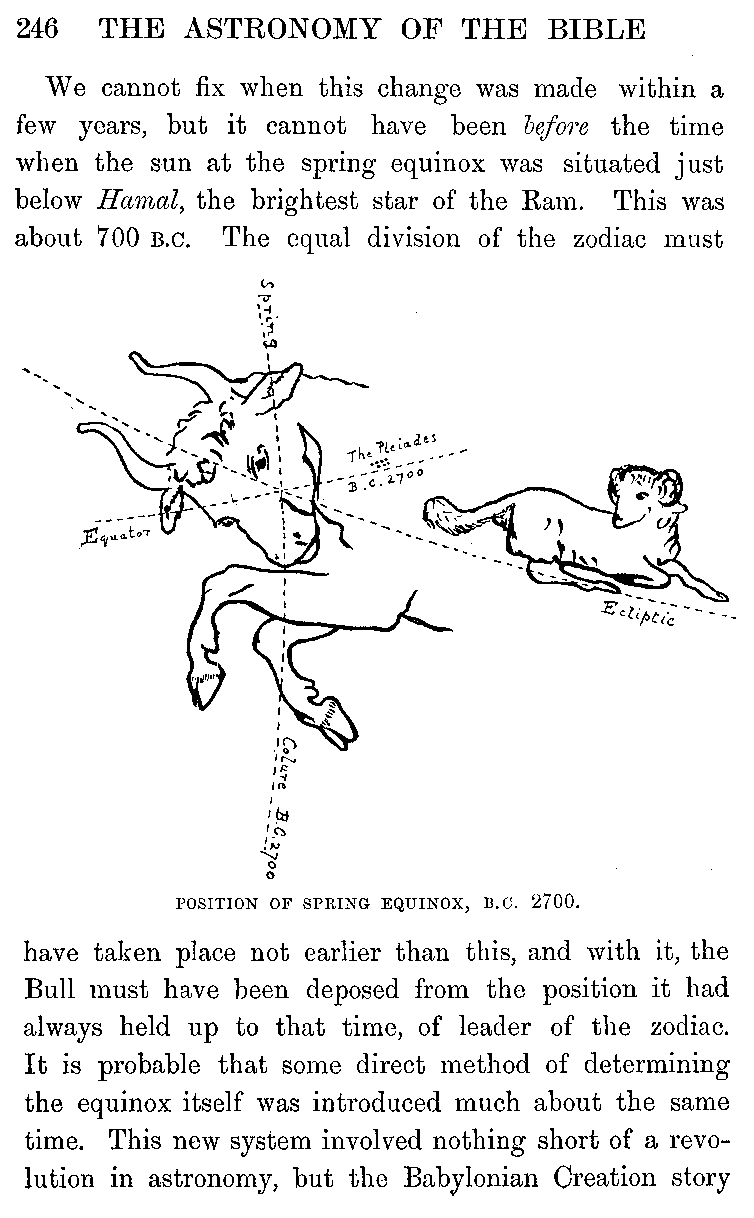 246 THE ASTRONOMY OF THE BIBLE
We cannot fix when this change was made within a
few years, but it cannot have been before the time
when the sun at the spring equinox was situated just
below Hamal, the brightest star of the Ram. This was
about 700 B.C. The equal division of the zodiac must
Spring
The Pleiades
B.C. 2700
Equator
Ecliptic
Colure B.C. 2700
POSITION OF SPRING EQUINOX, B.C. 2700.
have taken place not earlier than this, and with it, the
Bull must have been deposed from the position it had
always held up to that time, of leader of the zodiac.
It is probable that some direct method of determining
the equinox itself was introduced much about the same
time. This new system involved nothing short of a revo-
lution in astronomy, but the Babylonian Creation story